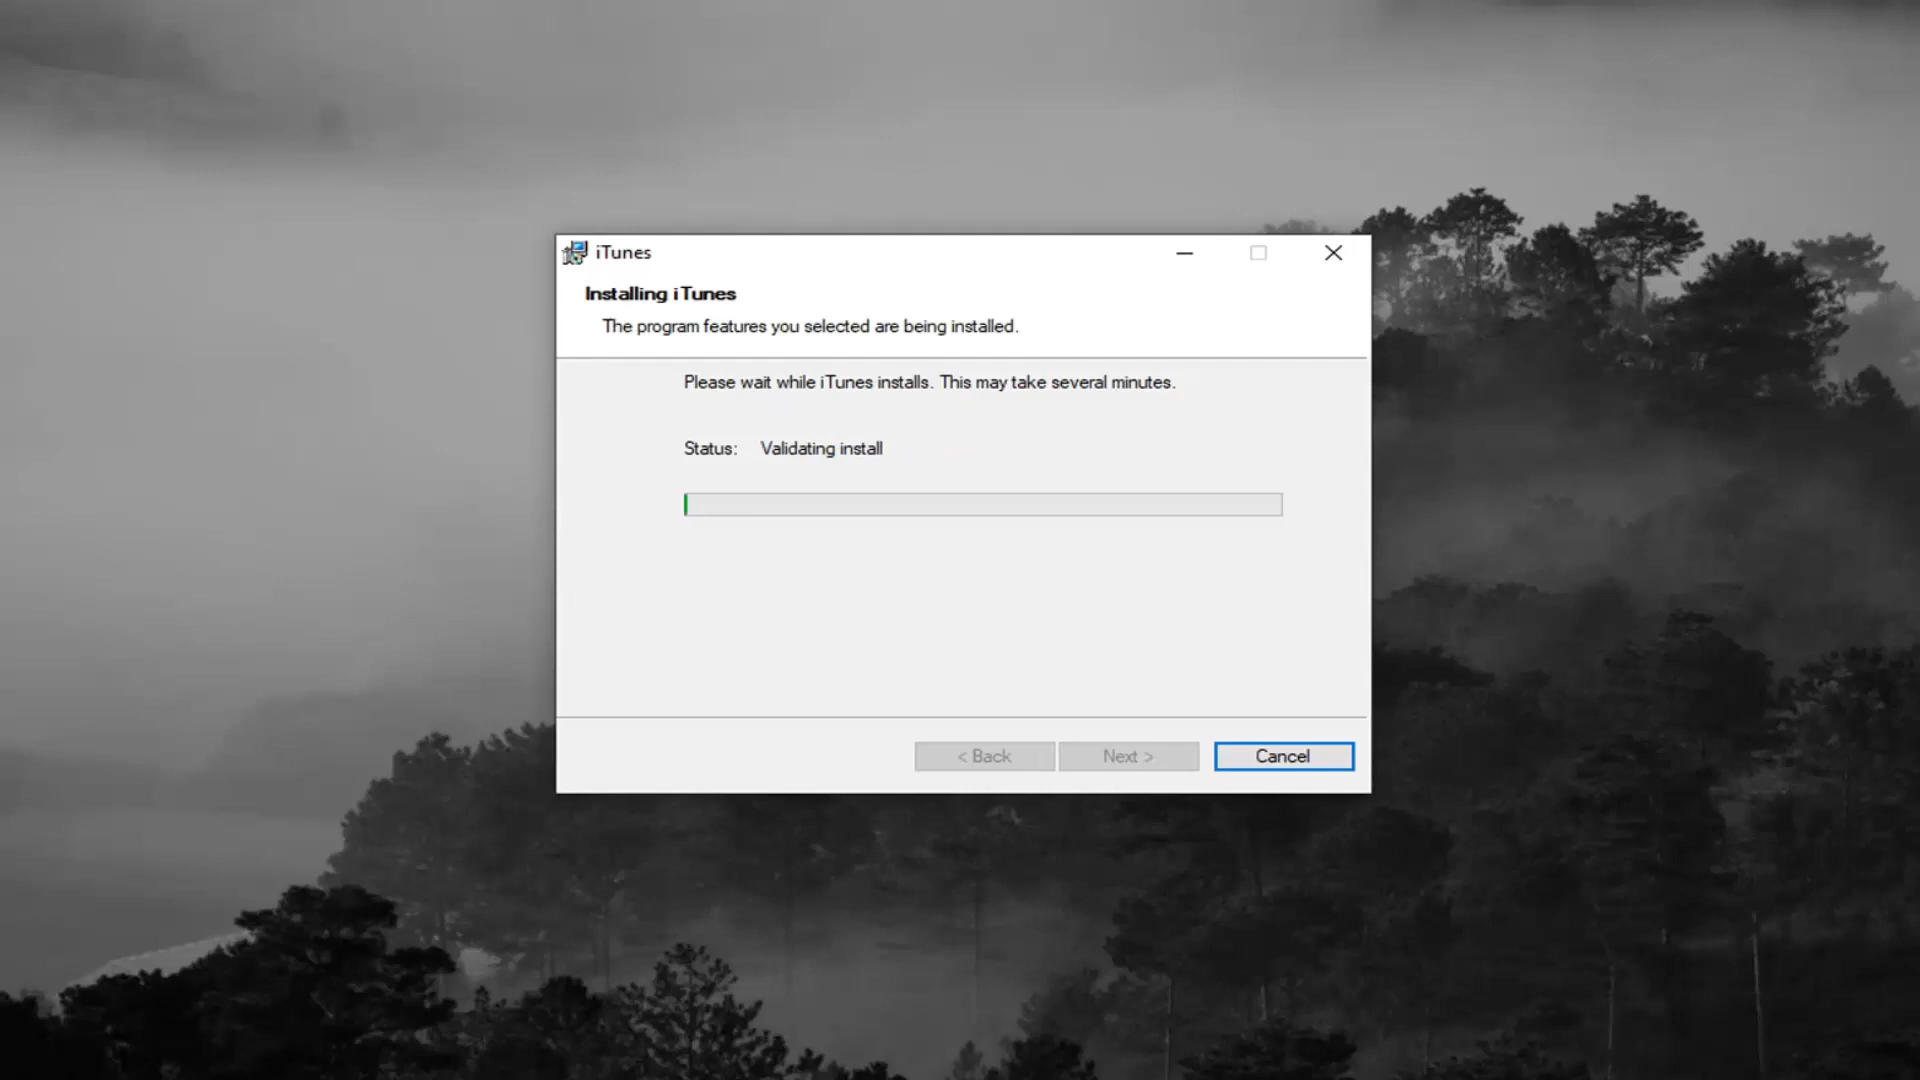 iTunes
Installing iTunes
The program features you selected are being installed.
Please wait while iTunes installs. This may take several minutes.
Status: Validating install
< Back Next > Cancel